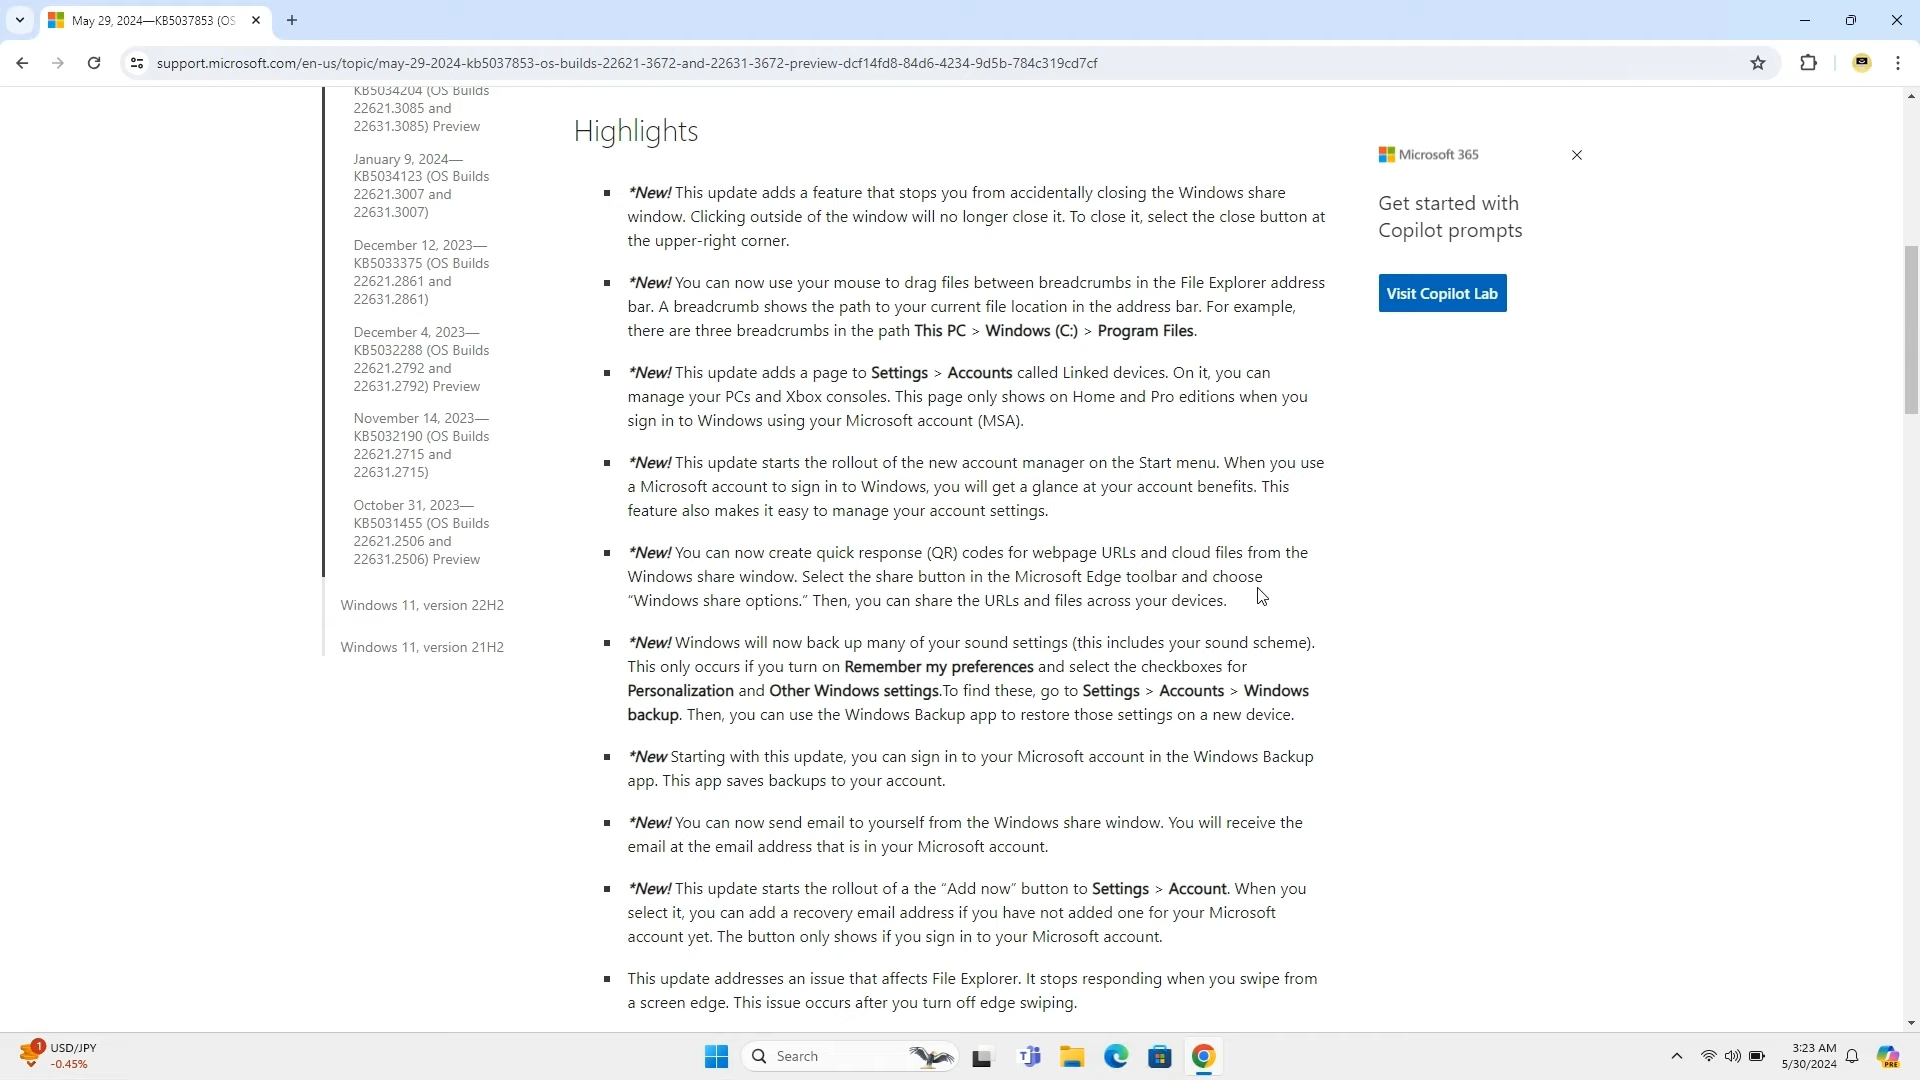 May 29, 2024—KB5037853 (OS
support.microsoft.com/en-us/topic/may-29-2024-kb5037853-os-builds-22621-3672-and-22631-3672-preview-dcf14fd8-84d6-4234-9d5b-784c319cd7cf
KB5034204 (OS Builds
22621.3085 and
22631.3085) Preview
January 9, 2024—
KB5034123 (OS Builds
22621.3007 and
22631.3007)
December 12, 2023—
KB5033375 (OS Builds
22621.2861 and
22631.2861)
December 4, 2023—
KB5032288 (OS Builds
22621.2792 and
22631.2792) Preview
November 14, 2023—
KB5032190 (OS Builds
22621.2715 and
22631.2715)
October 31, 2023—
KB5031455 (OS Builds
22621.2506 and
22631.2506) Preview
Windows 11, version 22H2
Windows 11, version 21H2
Highlights
*New! This update adds a feature that stops you from accidentally closing the Windows share
window. Clicking outside of the window will no longer close it. To close it, select the close button at
the upper-right corner.
*New! You can now use your mouse to drag files between breadcrumbs in the File Explorer address
bar. A breadcrumb shows the path to your current file location in the address bar. For example,
there are three breadcrumbs in the path This PC > Windows (C:) > Program Files.
*New! This update adds a page to Settings > Accounts called Linked devices. On it, you can
manage your PCs and Xbox consoles. This page only shows on Home and Pro editions when you
sign in to Windows using your Microsoft account (MSA).
*New! This update starts the rollout of the new account manager on the Start menu. When you use
a Microsoft account to sign in to Windows, you will get a glance at your account benefits. This
feature also makes it easy to manage your account settings.
*New! You can now create quick response (QR) codes for webpage URLs and cloud files from the
Windows share window. Select the share button in the Microsoft Edge toolbar and choose
“Windows share options.” Then, you can share the URLs and files across your devices.
*New! Windows will now back up many of your sound settings (this includes your sound scheme).
This only occurs if you turn on Remember my preferences and select the checkboxes for
Personalization and Other Windows settings.To find these, go to Settings > Accounts > Windows
backup. Then, you can use the Windows Backup app to restore those settings on a new device.
*New Starting with this update, you can sign in to your Microsoft account in the Windows Backup
app. This app saves backups to your account.
*New! You can now send email to yourself from the Windows share window. You will receive the
email at the email address that is in your Microsoft account.
*New! This update starts the rollout of a the “Add now” button to Settings > Account. When you
select it, you can add a recovery email address if you have not added one for your Microsoft
account yet. The button only shows if you sign in to your Microsoft account.
This update addresses an issue that affects File Explorer. It stops responding when you swipe from
a screen edge. This issue occurs after you turn off edge swiping.
Microsoft 365
Get started with
Copilot prompts
Visit Copilot Lab
1
USD/JPY
-0.45%
Search
3:23 AM
5/30/2024
PRE